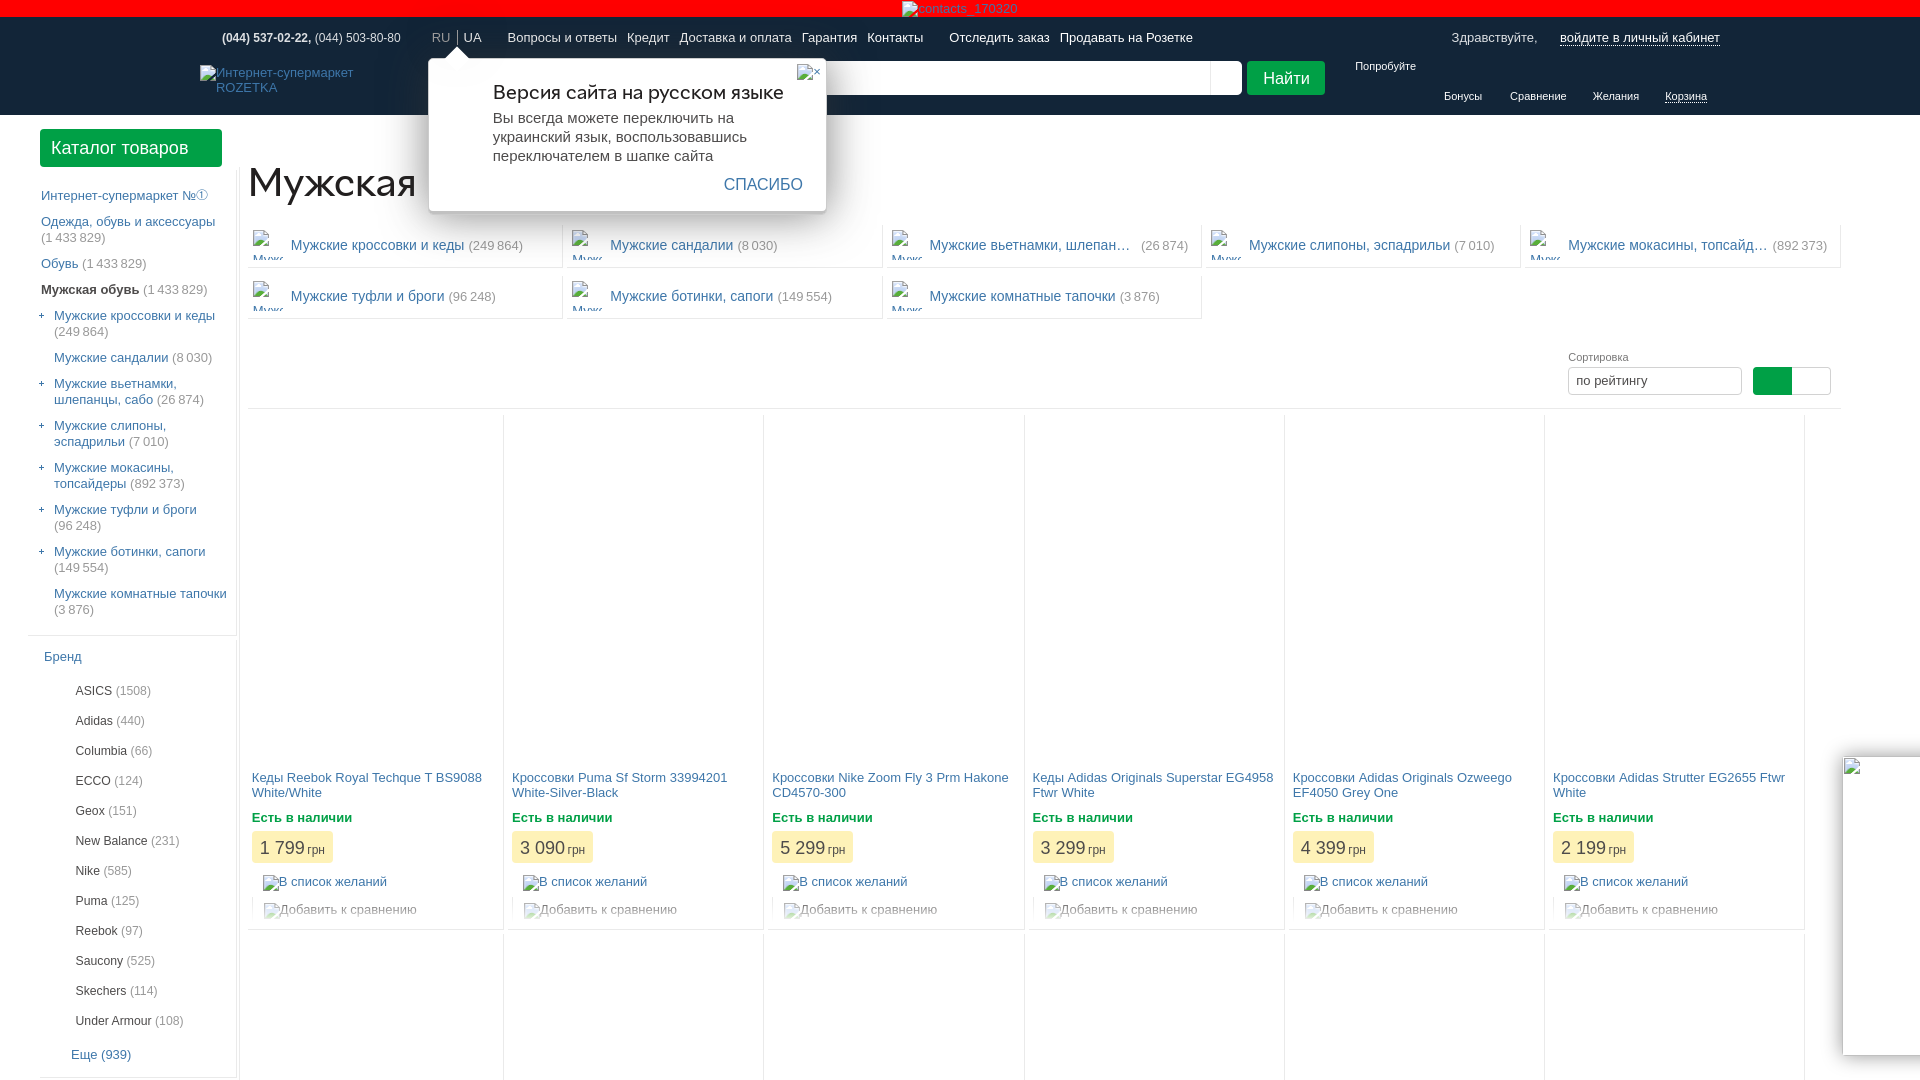 contacts_170320
(044) 537-02-22, (044) 503-80-80
RU UA
Вопросы и ответы Кредит Доставка и оплата Гарантия Контакты Отследить заказ Продавать на Розетке
Здравствуйте, войдите в личный кабинет
Интернет-супермаркет
ROZETKA
Найти
Попробуйте
Бонусы Сравнение Желания Корзина
×
Версия сайта на русском языке
Вы всегда можете переключить на
украинский язык, воспользовавшись
переключателем в шапке сайта
СПАСИБО
Каталог товаров
Интернет-супермаркет №①
Одежда, обувь и аксессуары
(1 433 829)
Обувь (1 433 829)
Мужская обувь (1 433 829)
+ Мужские кроссовки и кеды
(249 864)
Мужские сандалии (8 030)
+ Мужские вьетнамки,
шлепанцы, сабо (26 874)
+ Мужские слипоны,
эспадрильи (7 010)
+ Мужские мокасины,
топсайдеры (892 373)
+ Мужские туфли и броги
(96 248)
+ Мужские ботинки, сапоги
(149 554)
Мужские комнатные тапочки
(3 876)
Бренд
ASICS (1508)
Adidas (440)
Columbia (66)
ECCO (124)
Geox (151)
New Balance (231)
Nike (585)
Puma (125)
Reebok (97)
Saucony (525)
Skechers (114)
Under Armour (108)
Еще (939)
Мужская
Мужские кроссовки и кеды (249 864)
Мужские сандалии (8 030)
Мужские вьетнамки, шлепан… (26 874)
Мужские слипоны, эспадрильи (7 010)
Мужские мокасины, топсайд… (892 373)
Мужские туфли и броги (96 248)
Мужские ботинки, сапоги (149 554)
Мужские комнатные тапочки (3 876)
Сортировка
по рейтингу
Кеды Reebok Royal Techque T BS9088
White/White
Есть в наличии
1 799 грн
В список желаний
Добавить к сравнению
Кроссовки Puma Sf Storm 33994201
White-Silver-Black
Есть в наличии
3 090 грн
В список желаний
Добавить к сравнению
Кроссовки Nike Zoom Fly 3 Prm Hakone
CD4570-300
Есть в наличии
5 299 грн
В список желаний
Добавить к сравнению
Кеды Adidas Originals Superstar EG4958
Ftwr White
Есть в наличии
3 299 грн
В список желаний
Добавить к сравнению
Кроссовки Adidas Originals Ozweego
EF4050 Grey One
Есть в наличии
4 399 грн
В список желаний
Добавить к сравнению
Кроссовки Adidas Strutter EG2655 Ftwr
White
Есть в наличии
2 199 грн
В список желаний
Добавить к сравнению